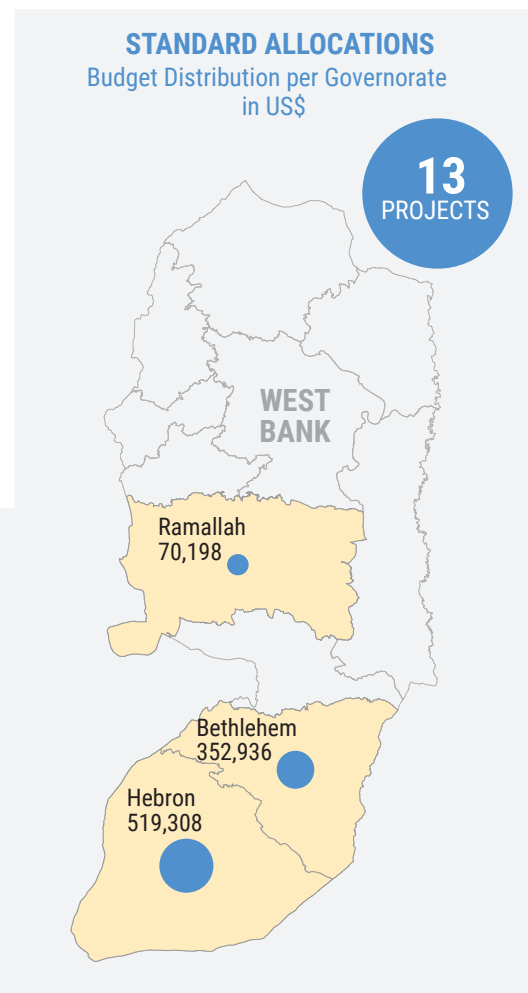 STANDARD ALLOCATIONS
Budget Distribution per Governorate
in US$
13
PROJECTS
WEST
BANK
Ramallah
70,198
Bethlehem
352,936
Hebron
519,308